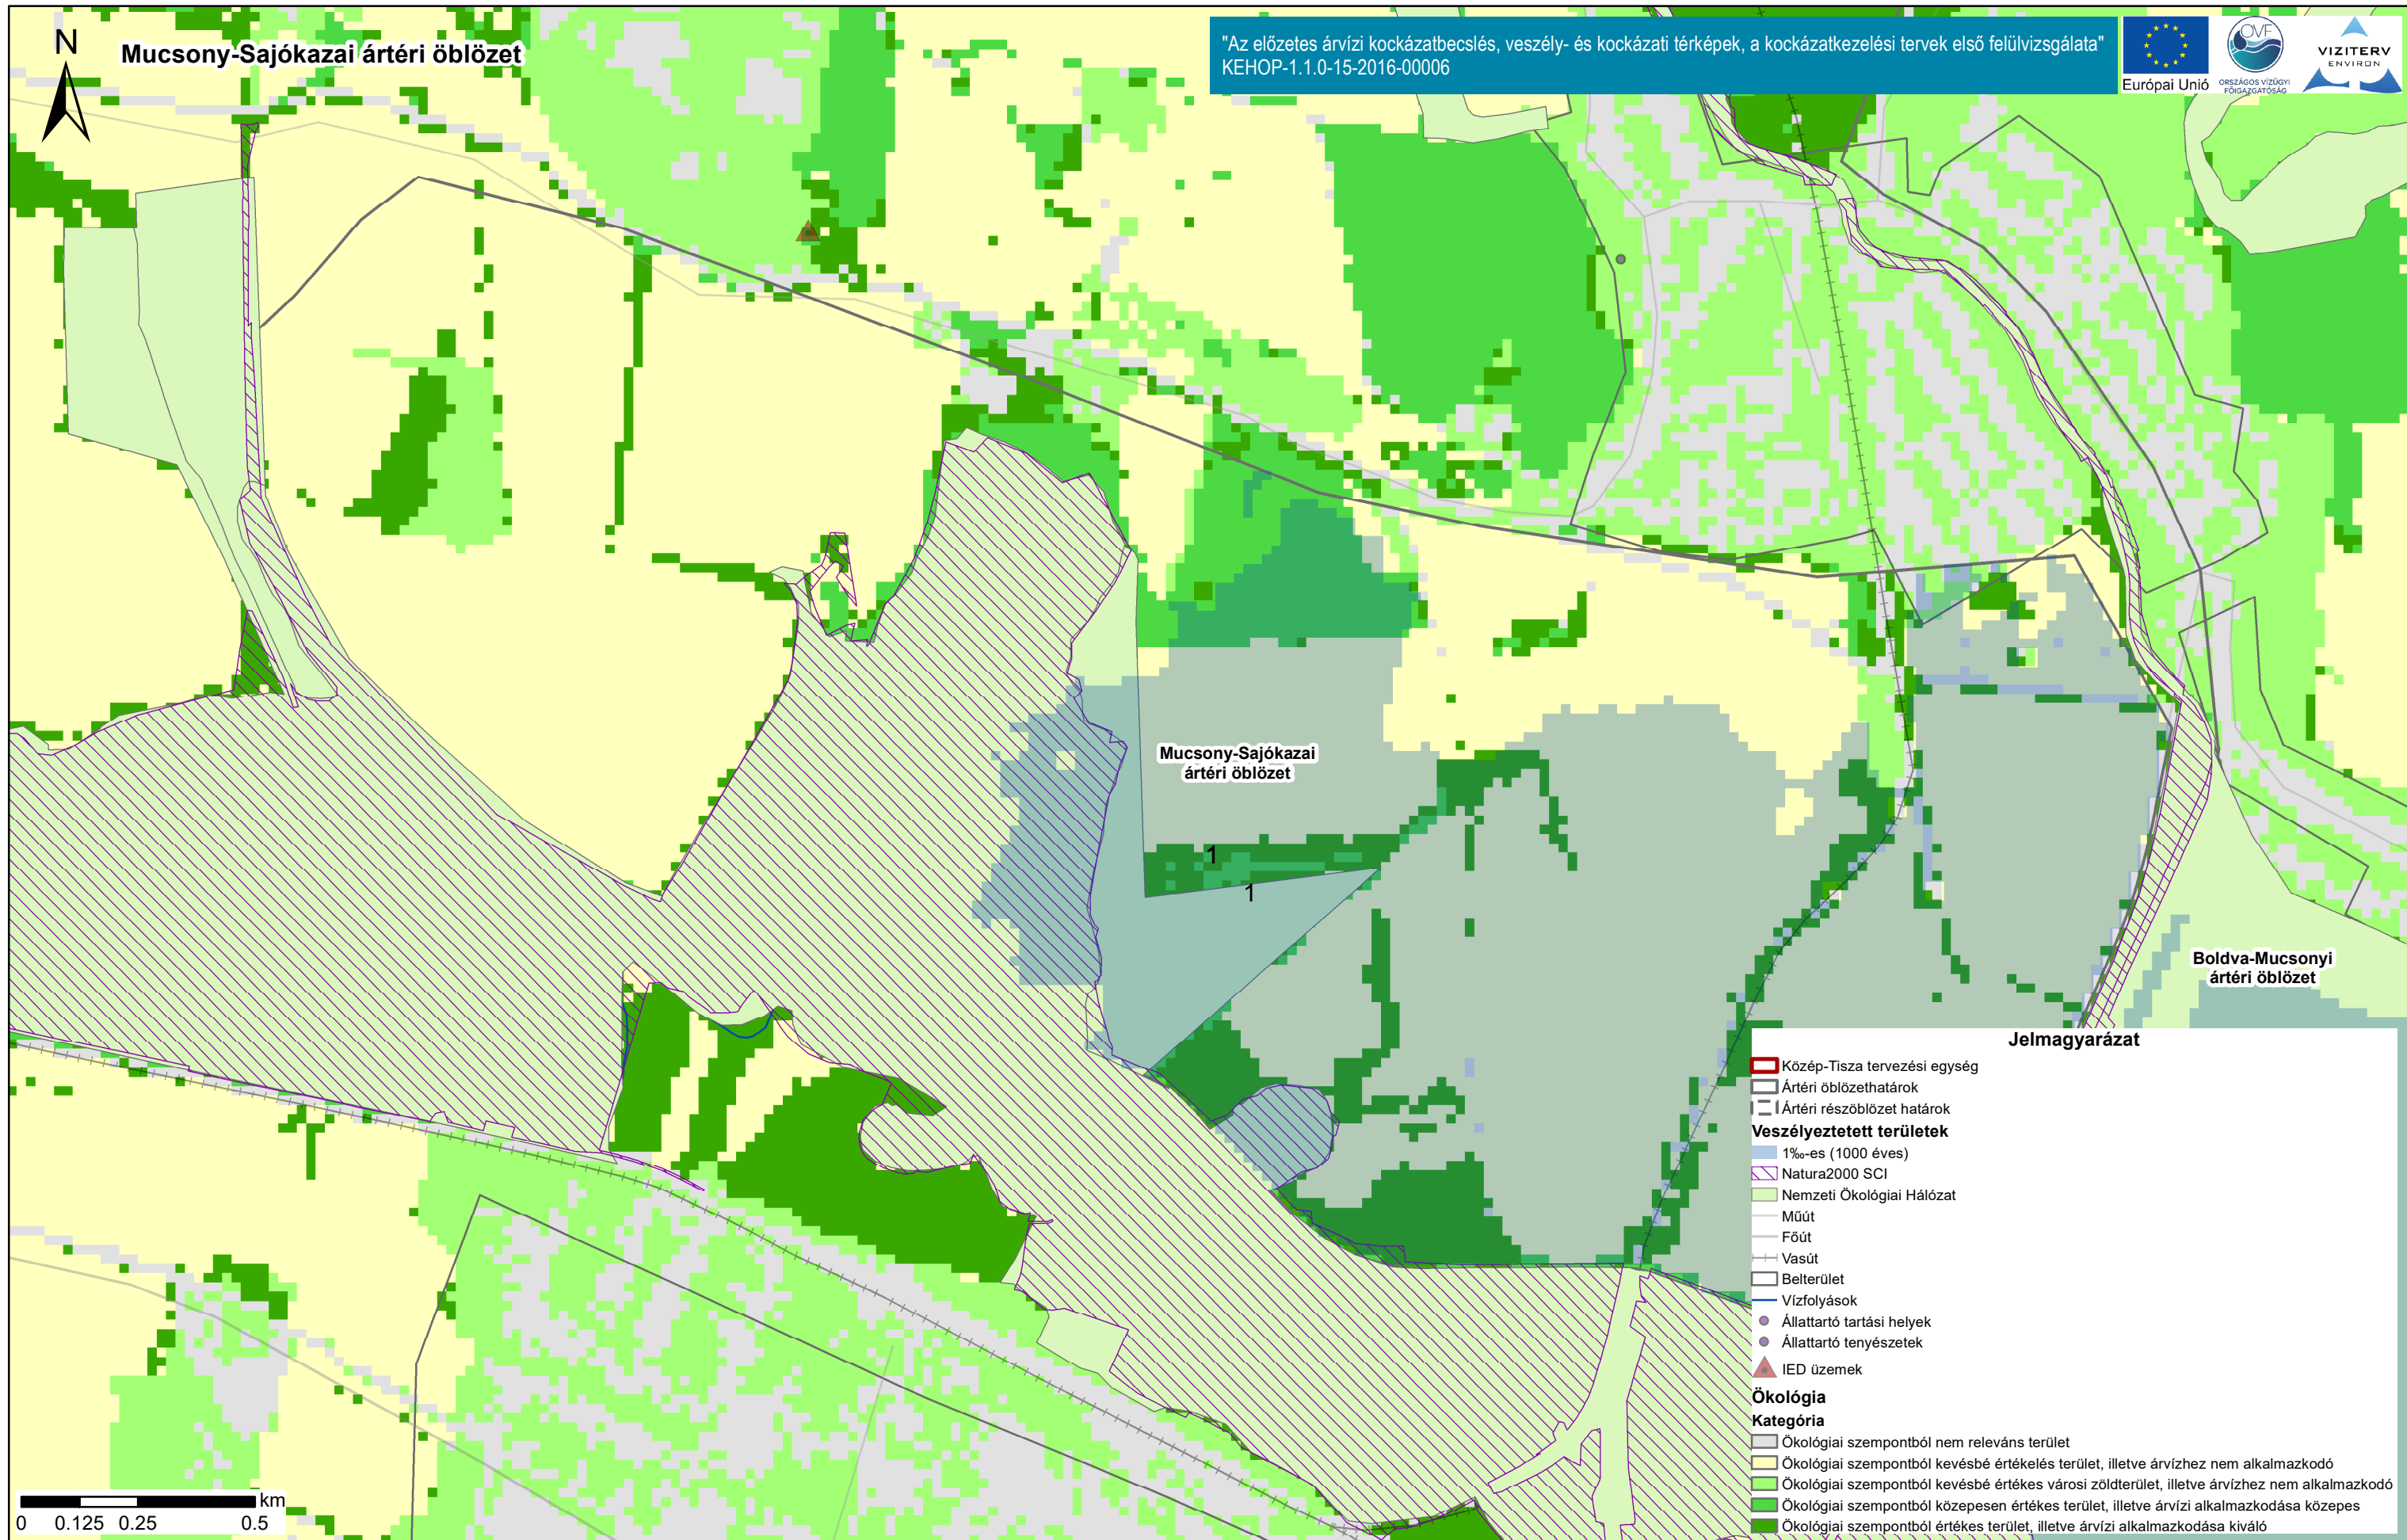 N
Mucsony-Sajókazai ártéri öblözet
"Az előzetes árvízi kockázatbecslés, veszély- és kockázati térképek, a kockázatkezelési tervek első felülvizsgálata"
KEHOP-1.1.0-15-2016-00006
Európai Unió
OVF
ORSZÁGOS VÍZÜGYI
FŐIGAZGATÓSÁG
VIZITERV
ENVIRON
Mucsony-Sajókazai
ártéri öblözet
1
1
Boldva-Mucsonyi
ártéri öblözet
Jelmagyarázat
Közép-Tisza tervezési egység
Ártéri öblözethatárok
Ártéri részöblözet határok
Veszélyeztetett területek
1‰-es (1000 éves)
Natura2000 SCI
Nemzeti Ökológiai Hálózat
Műút
Főút
Vasút
Belterület
Vízfolyások
Állattartó tartási helyek
Állattartó tenyészetek
IED üzemek
Ökológia
Kategória
Ökológiai szempontból nem releváns terület
Ökológiai szempontból kevésbé értékelés terület, illetve árvízhez nem alkalmazkodó
Ökológiai szempontból kevésbé értékes városi zöldterület, illetve árvízhez nem alkalmazkodó
Ökológiai szempontból közepesen értékes terület, illetve árvízi alkalmazkodása közepes
Ökológiai szempontból értékes terület, illetve árvízi alkalmazkodása kiváló
km
0 0.125 0.25 0.5